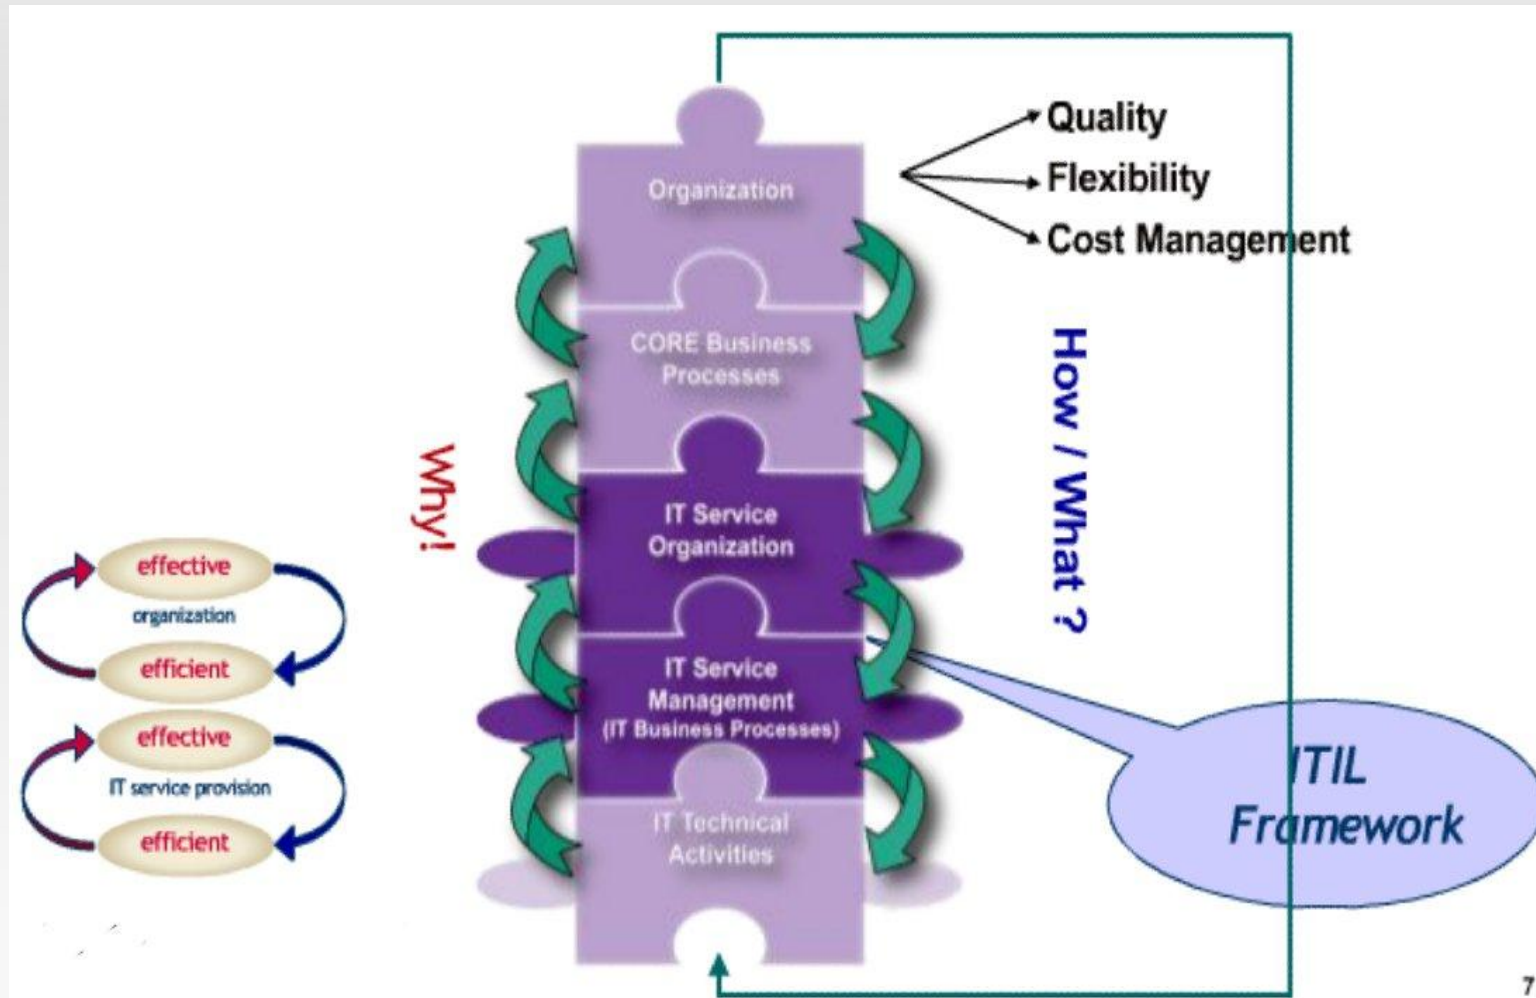 Quality
Flexibility
Cost Management
Organization
CORE Business
Processes
IT Service
Organization
IT Service
Management
(IT Business Processes)
IT Technical
Activities
Why!
How / What ?
effective
organization
efficient
effective
IT service provision
efficient
ITIL
Framework
7